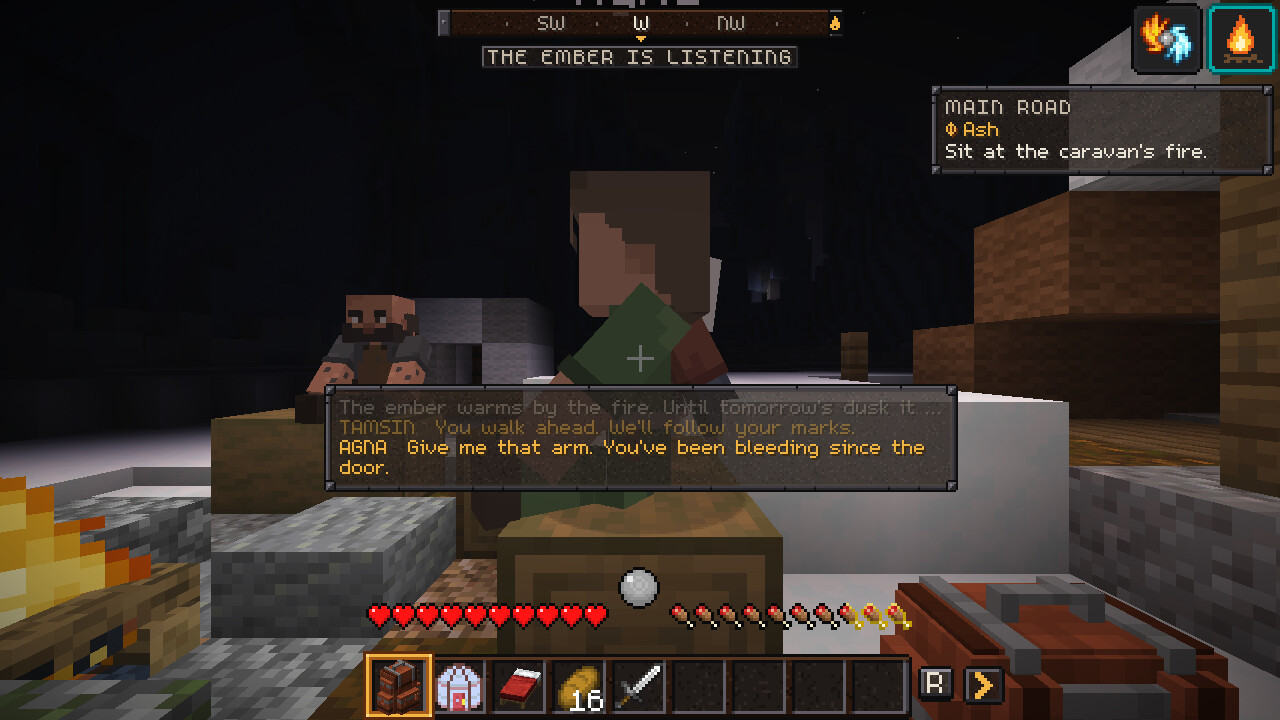 SW W NW
THE EMBER IS LISTENING
MAIN ROAD
Ash
Sit at the caravan's fire.
The ember warms by the fire. Until tomorrow's dusk it ...
TAMSIN You walk ahead. We'll follow your marks.
AGNA Give me that arm. You've been bleeding since the
door.
16
R